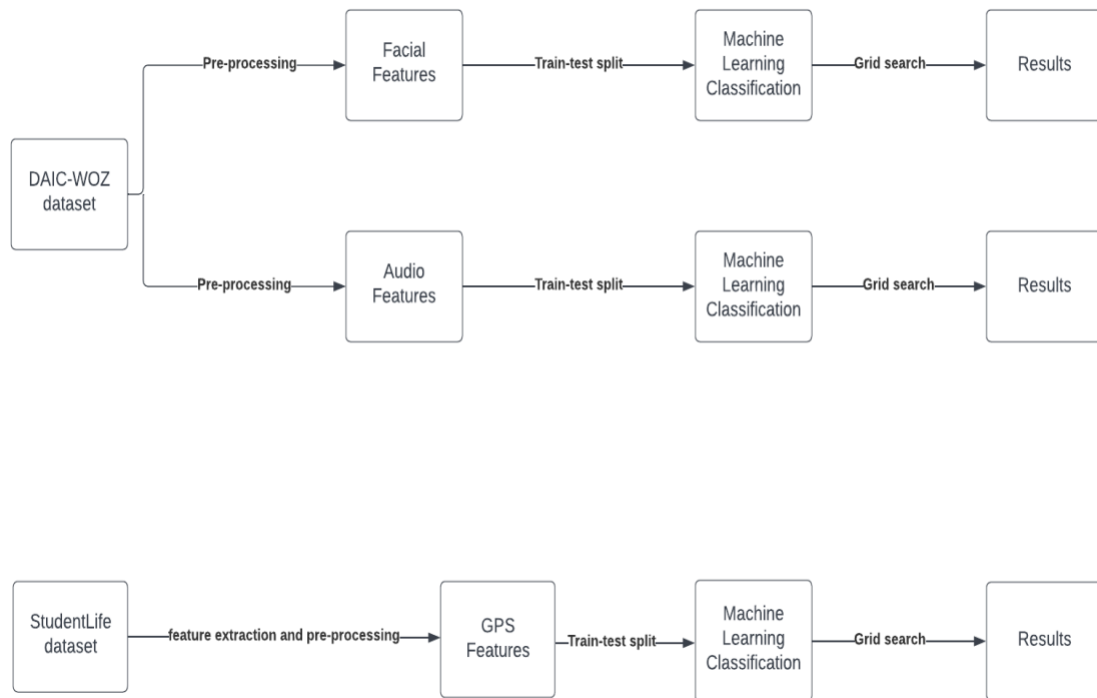 Pre-processing
Facial
Features
Train-test split
Machine
Learning
Classification
Grid search
Results
DAIC-WOZ
dataset
Pre-processing
Audio
Features
Train-test split
Machine
Learning
Classification
Grid search
Results
StudentLife
dataset
feature extraction and pre-processing
GPS
Features
Train-test split
Machine
Learning
Classification
Grid search
Results